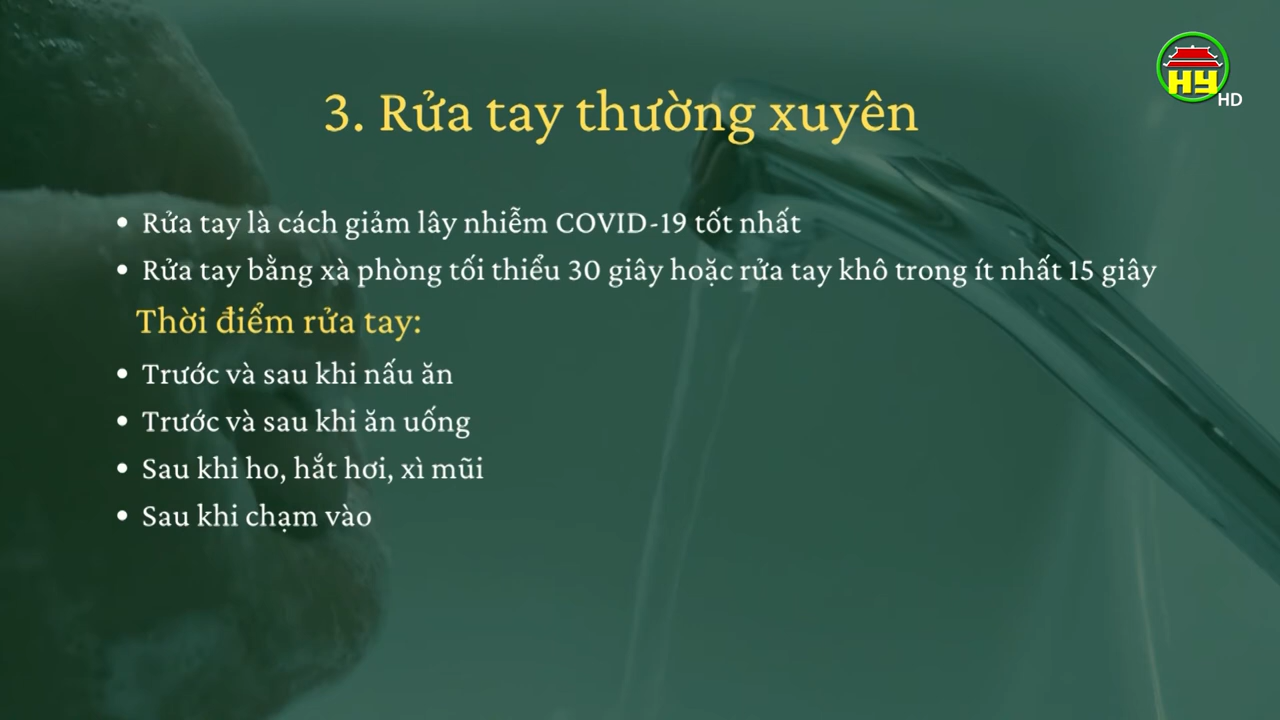 HY
HD
3. Rửa tay thường xuyên
• Rửa tay là cách giảm lây nhiễm COVID-19 tốt nhất
• Rửa tay bằng xà phòng tối thiểu 30 giây hoặc rửa tay khô trong ít nhất 15 giây
Thời điểm rửa tay:
• Trước và sau khi nấu ăn
• Trước và sau khi ăn uống
• Sau khi ho, hắt hơi, xì mũi
• Sau khi chạm vào